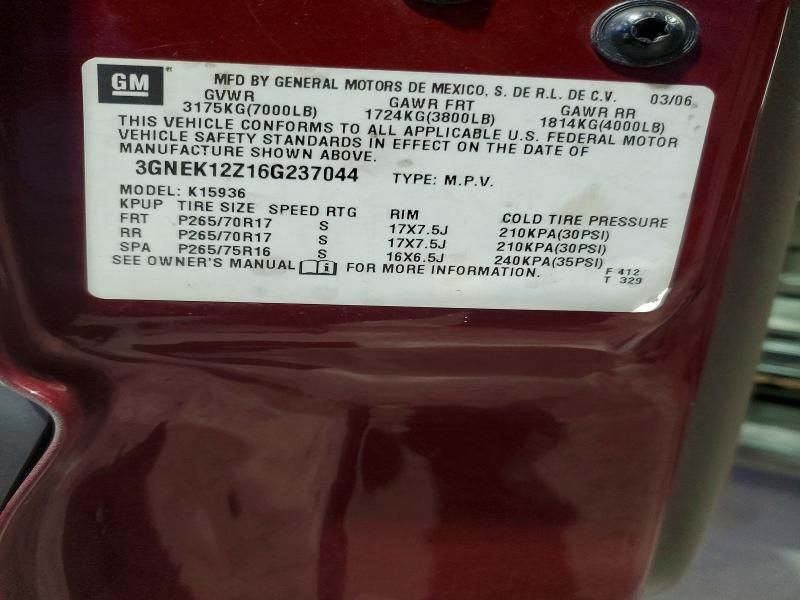 GM MFD BY GENERAL MOTORS DE MEXICO, S. DE R.L. DE C.V. 03/06
GVWR GAWR FRT GAWR RR
3175KG(7000LB) 1724KG(3800LB) 1814KG(4000LB)
THIS VEHICLE CONFORMS TO ALL APPLICABLE U.S. FEDERAL MOTOR
VEHICLE SAFETY STANDARDS IN EFFECT ON THE DATE OF
MANUFACTURE SHOWN ABOVE.
3GNEK12Z16G237044 TYPE: M.P.V.
MODEL: K15936
KPUP TIRE SIZE SPEED RTG RIM COLD TIRE PRESSURE
FRT P265/70R17 S 17X7.5J 210KPA(30PSI)
RR P265/70R17 S 17X7.5J 210KPA(30PSI)
SPA P265/75R16 S 16X6.5J 240KPA(35PSI)
SEE OWNER'S MANUAL i FOR MORE INFORMATION. F 412
T 329